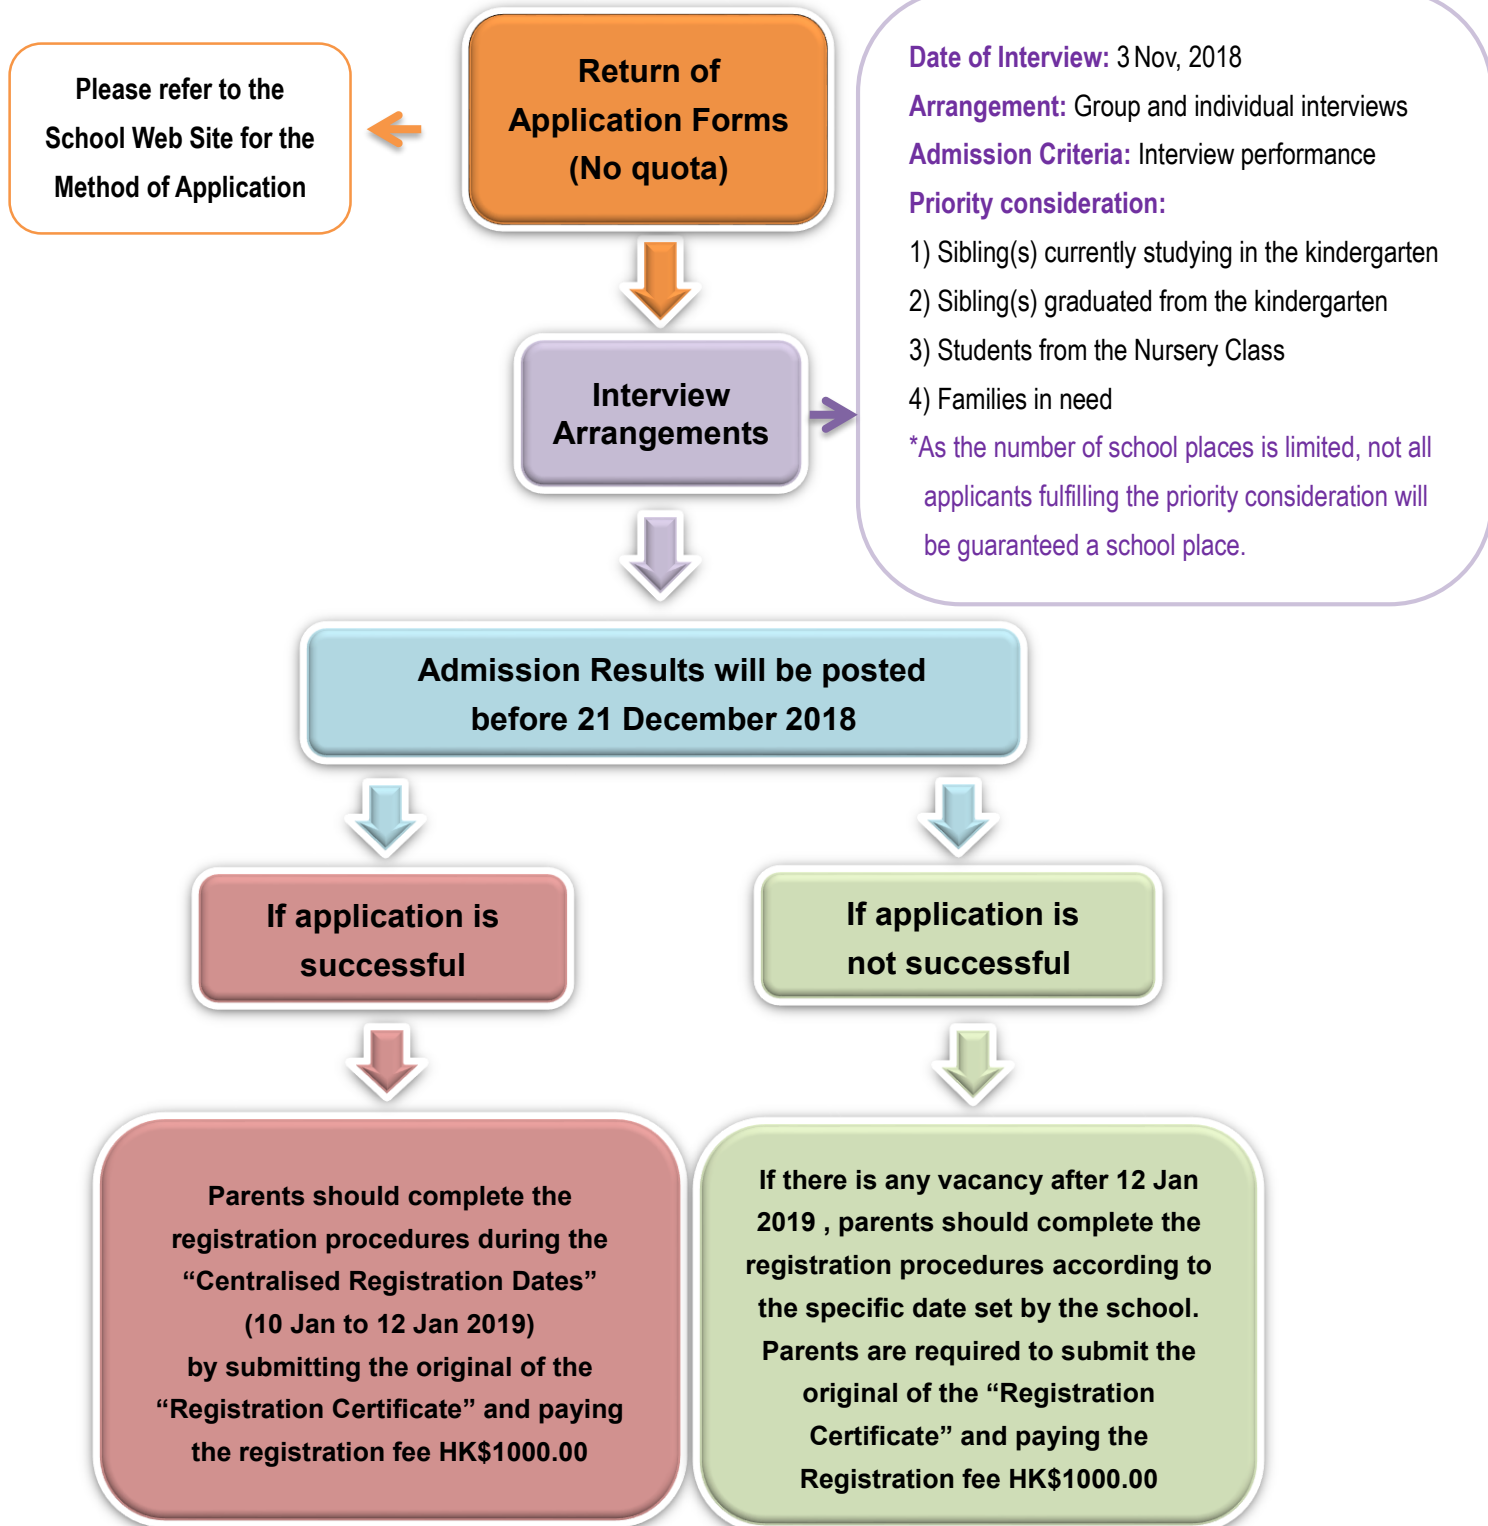 Please refer to the
School Web Site for the
Method of Application
Return of
Application Forms
(No quota)
Date of Interview: 3 Nov, 2018
Arrangement: Group and individual interviews
Admission Criteria: Interview performance
Priority consideration:
1) Sibling(s) currently studying in the kindergarten
2) Sibling(s) graduated from the kindergarten
3) Students from the Nursery Class
4) Families in need
*As the number of school places is limited, not all
applicants fulfilling the priority consideration will
be guaranteed a school place.
Interview
Arrangements
Admission Results will be posted
before 21 December 2018
If application is
successful
If application is
not successful
Parents should complete the
registration procedures during the
“Centralised Registration Dates”
(10 Jan to 12 Jan 2019)
by submitting the original of the
“Registration Certificate” and paying
the registration fee HK$1000.00
If there is any vacancy after 12 Jan
2019 , parents should complete the
registration procedures according to
the specific date set by the school.
Parents are required to submit the
original of the “Registration
Certificate” and paying the
Registration fee HK$1000.00